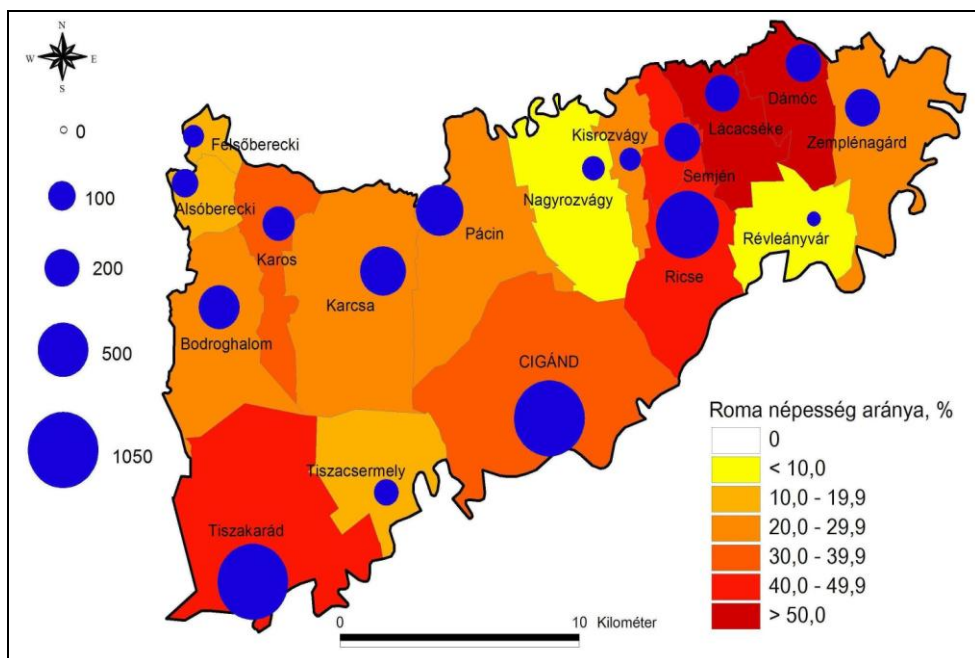 N
W E
S
0
100
200
500
1050
Felsőberecki
Alsóberecki
Karos
Bodroghalom
Karcsa
Pácin
Nagyrozvágy
Kisrozvágy
Semjén
Ricse
Lácacséke
Dámóc
Zemplénagárd
Révleányvár
CIGÁND
Tiszacsermely
Tiszakarád
0 10 Kilométer
Roma népesség aránya, %
0
< 10,0
10,0 - 19,9
20,0 - 29,9
30,0 - 39,9
40,0 - 49,9
> 50,0